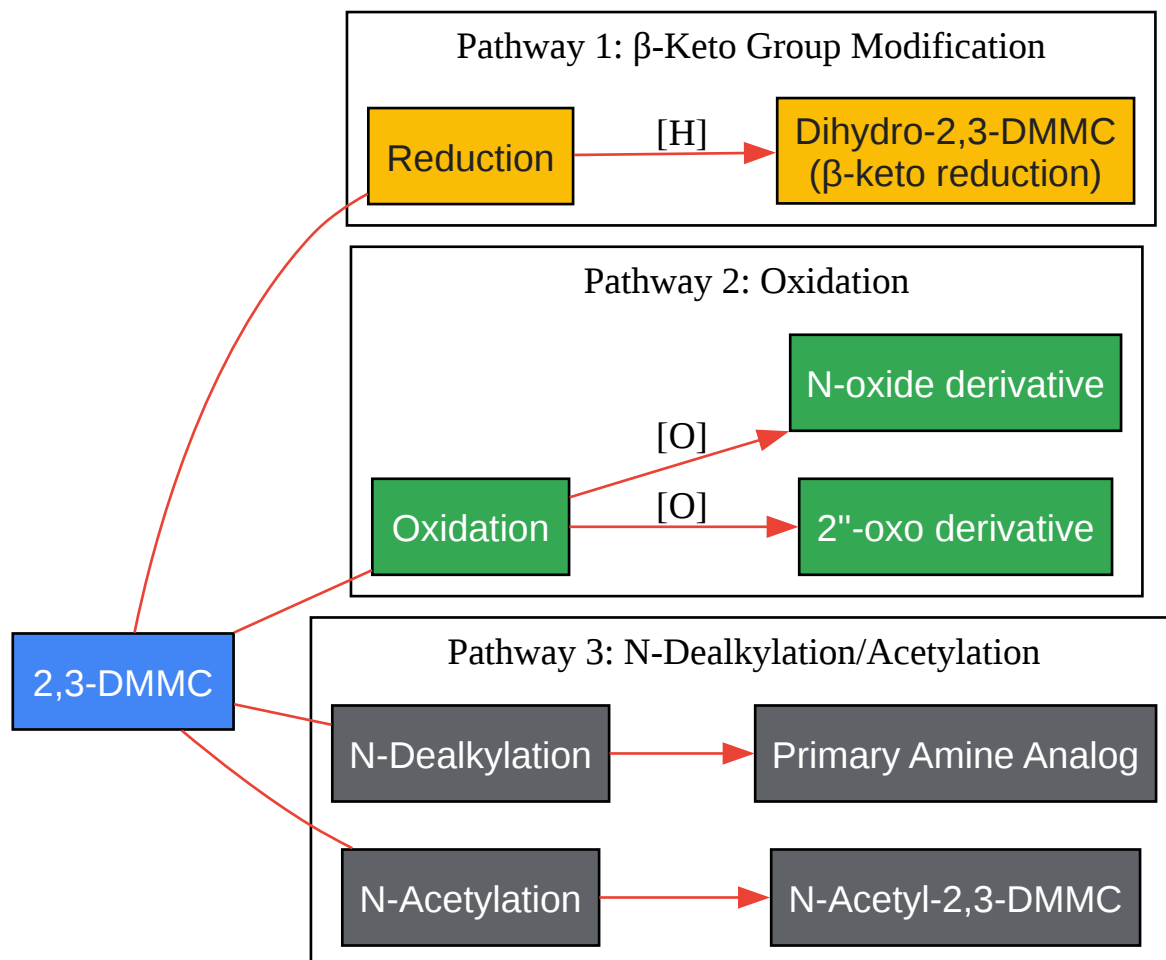 Pathway 1: β-Keto Group Modification
Reduction
[H]
Dihydro-2,3-DMMC
(β-keto reduction)
Pathway 2: Oxidation
N-oxide derivative
[O]
Oxidation
[O]
2"-oxo derivative
2,3-DMMC
Pathway 3: N-Dealkylation/Acetylation
N-Dealkylation
Primary Amine Analog
N-Acetylation
N-Acetyl-2,3-DMMC